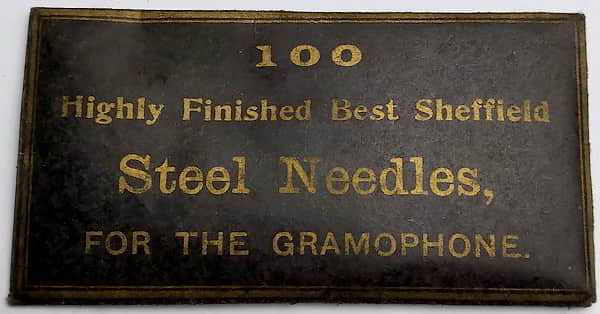 100
Highly Finished Best Sheffield
Steel Needles,
FOR THE GRAMOPHONE.